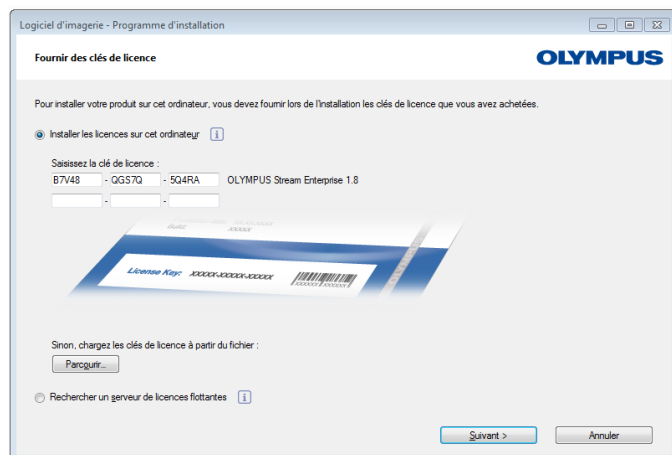 Logiciel d'imagerie - Programme d'installation
Fournir des clés de licence
OLYMPUS
Pour installer votre produit sur cet ordinateur, vous devez fournir lors de l'installation les clés de licence que vous avez achetées.
Installer les licences sur cet ordinateur
Saisissez la clé de licence :
B7V48 - QGS7Q - 5Q4RA OLYMPUS Stream Enterprise 1.8
- -
XXXXX
License Key: XXXXX-XXXXX-XXXXX
Sinon, chargez les clés de licence à partir du fichier :
Parcourir...
Rechercher un serveur de licences flottantes
Suivant > Annuler